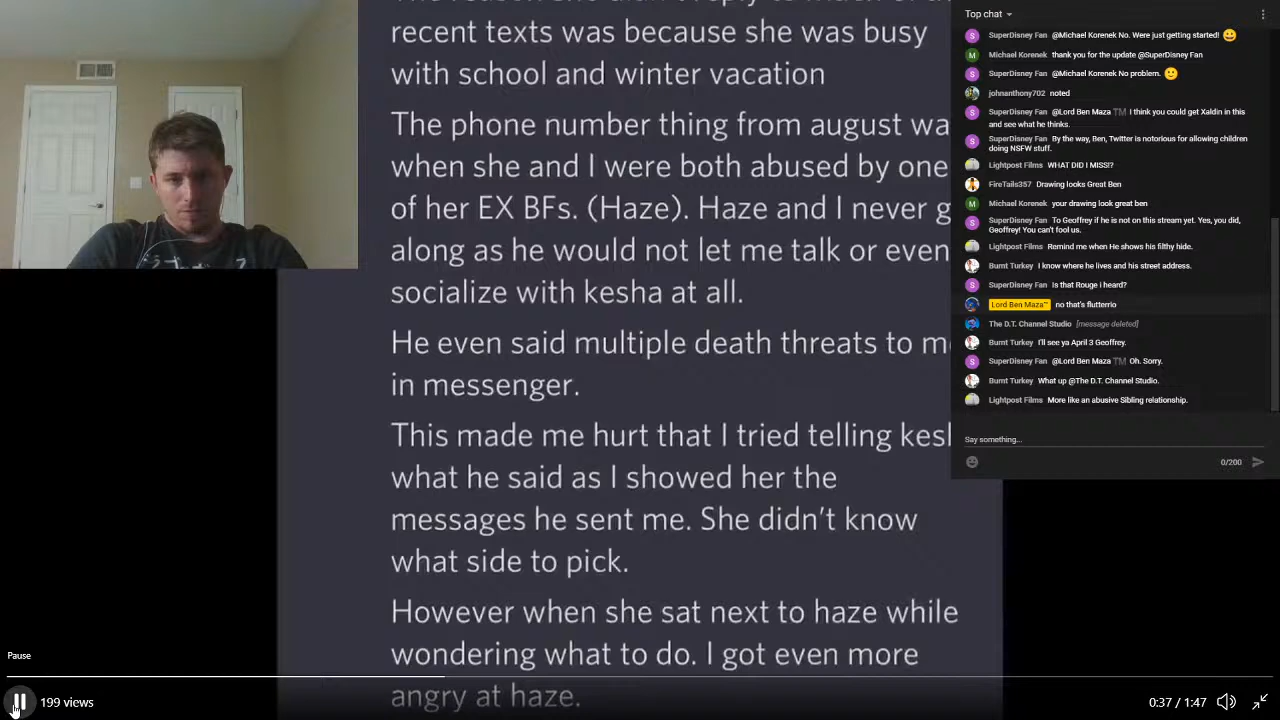 recent texts was because she was busy
with school and winter vacation
The phone number thing from august wa
when she and I were both abused by one
of her EX BFs. (Haze). Haze and I never g
along as he would not let me talk or even
socialize with kesha at all.
He even said multiple death threats to me
in messenger.
This made me hurt that I tried telling kesh
what he said as I showed her the
messages he sent me. She didn't know
what side to pick.
However when she sat next to haze while
wondering what to do. I got even more
angry at haze.
Top chat
SuperDisney Fan @Michael Korenek No. Were just getting started!
Michael Korenek thank you for the update @SuperDisney Fan
SuperDisney Fan @Michael Korenek No problem.
johnanthony702 noted
SuperDisney Fan @Lord Ben Maza ™ I think you could get Xaldin in this
and see what he thinks.
SuperDisney Fan By the way, Ben, Twitter is notorious for allowing children
doing NSFW stuff.
Lightpost Films WHAT DID I MISS!?
FireTails357 Drawing looks Great Ben
Michael Korenek your drawing look great ben
SuperDisney Fan To Geoffrey if he is not on this stream yet. Yes, you did,
Geoffrey! You can't fool us.
Lightpost Films Remind me when He shows his filthy hide.
Burnt Turkey I know where he lives and his street address.
SuperDisney Fan Is that Rouge i heard?
Lord Ben Maza™ no that's flutterrio
The D.T. Channel Studio [message deleted]
Burnt Turkey I'll see ya April 3 Geoffrey.
SuperDisney Fan @Lord Ben Maza ™ Oh. Sorry.
Burnt Turkey What up @The D.T. Channel Studio.
Lightpost Films More like an abusive Sibling relationship.
Say something...
0/200
Pause
199 views
0:37 / 1:47